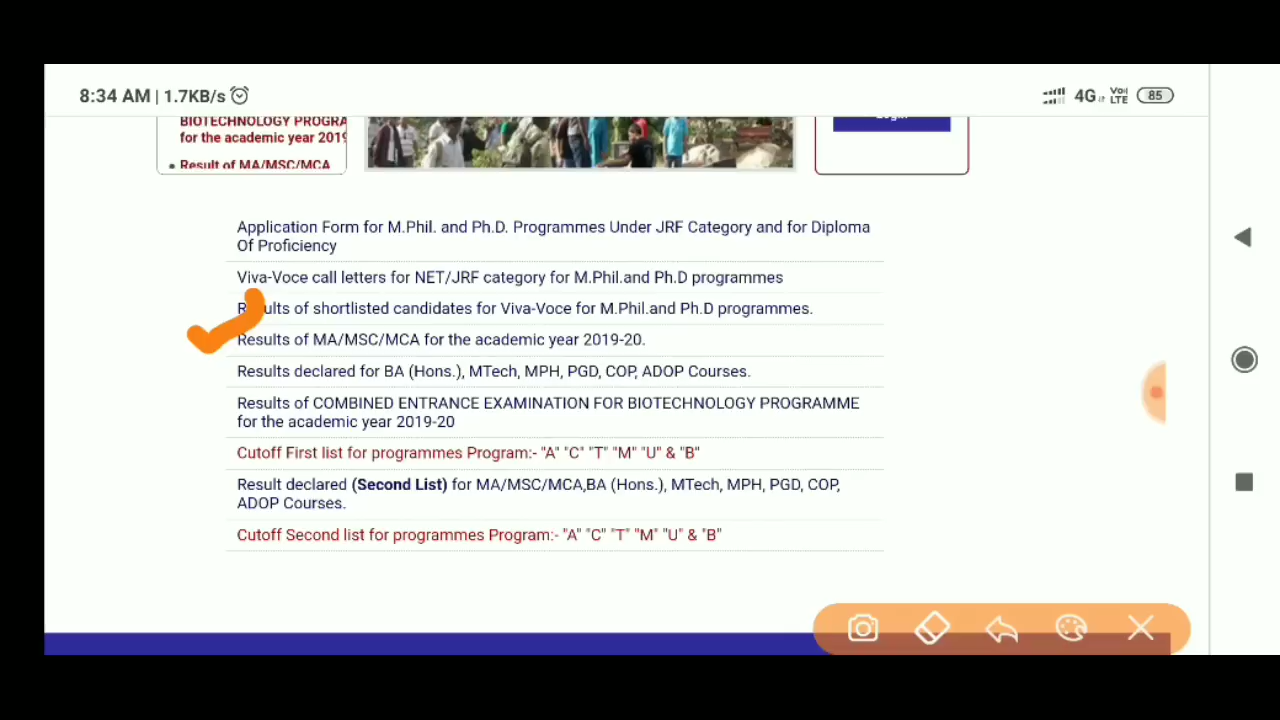 8:34 AM | 1.7KB/s
4G Vo)) LTE 85
BIOTECHNOLOGY PROGRA
for the academic year 2019
• Result of MA/MSC/MCA
Login
Application Form for M.Phil. and Ph.D. Programmes Under JRF Category and for Diploma
Of Proficiency
Viva-Voce call letters for NET/JRF category for M.Phil.and Ph.D programmes
Results of shortlisted candidates for Viva-Voce for M.Phil.and Ph.D programmes.
Results of MA/MSC/MCA for the academic year 2019-20.
Results declared for BA (Hons.), MTech, MPH, PGD, COP, ADOP Courses.
Results of COMBINED ENTRANCE EXAMINATION FOR BIOTECHNOLOGY PROGRAMME
for the academic year 2019-20
Cutoff First list for programmes Program:- "A" "C" "T" "M" "U" & "B"
Result declared (Second List) for MA/MSC/MCA,BA (Hons.), MTech, MPH, PGD, COP,
ADOP Courses.
Cutoff Second list for programmes Program:- "A" "C" "T" "M" "U" & "B"